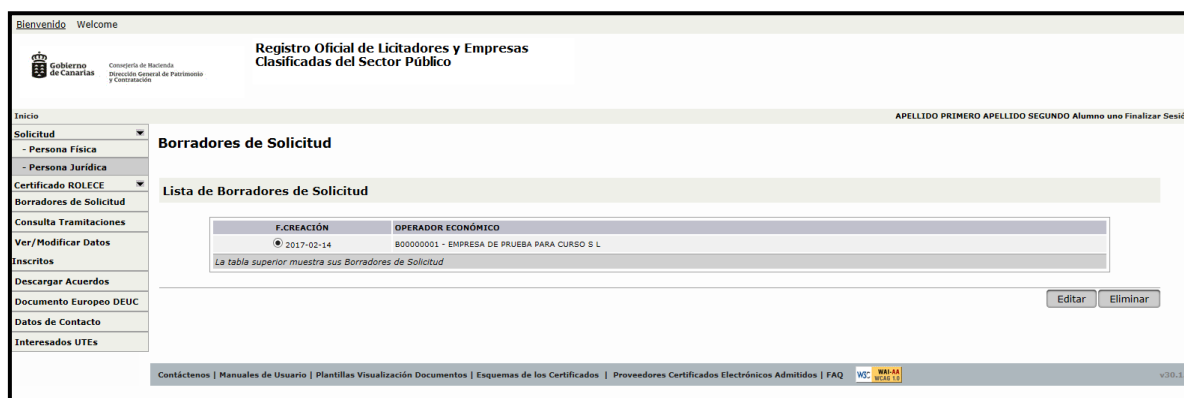 Bienvenido Welcome
Gobierno de Canarias
Consejería de Hacienda
Dirección General de Patrimonio
y Contratación
Registro Oficial de Licitadores y Empresas
Clasificadas del Sector Público
Inicio
APELLIDO PRIMERO APELLIDO SEGUNDO Alumno uno Finalizar Sesió
Solicitud
- Persona Física
- Persona Jurídica
Certificado ROLECE
Borradores de Solicitud
Consulta Tramitaciones
Ver/Modificar Datos
Inscritos
Descargar Acuerdos
Documento Europeo DEUC
Datos de Contacto
Interesados UTEs
Borradores de Solicitud
Lista de Borradores de Solicitud
F.CREACIÓN OPERADOR ECONÓMICO
2017-02-14 B00000001 - EMPRESA DE PRUEBA PARA CURSO S L
La tabla superior muestra sus Borradores de Solicitud
Editar Eliminar
Contáctenos | Manuales de Usuario | Plantillas Visualización Documentos | Esquemas de los Certificados | Proveedores Certificados Electrónicos Admitidos | FAQ W3C WAI-AA WCAG 1.0 v30.1